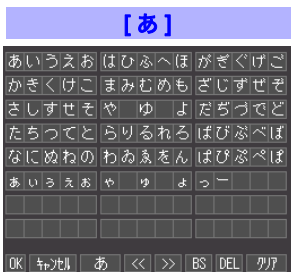 [あ]
あいうえお はひふへほ がぎぐげご
かきくけこ まみむめも ざじずぜぞ
さしすせそ や ゆ よ だぢづでど
たちつてと らりるれろ ばびぶべぼ
なにぬねの わゐゑをん ぱぴぷぺぽ
ぁぃぅぇぉ ゃ ゅ ょ っー
OK ｷｬﾝｾﾙ あ << >> BS DEL ｸﾘｱ